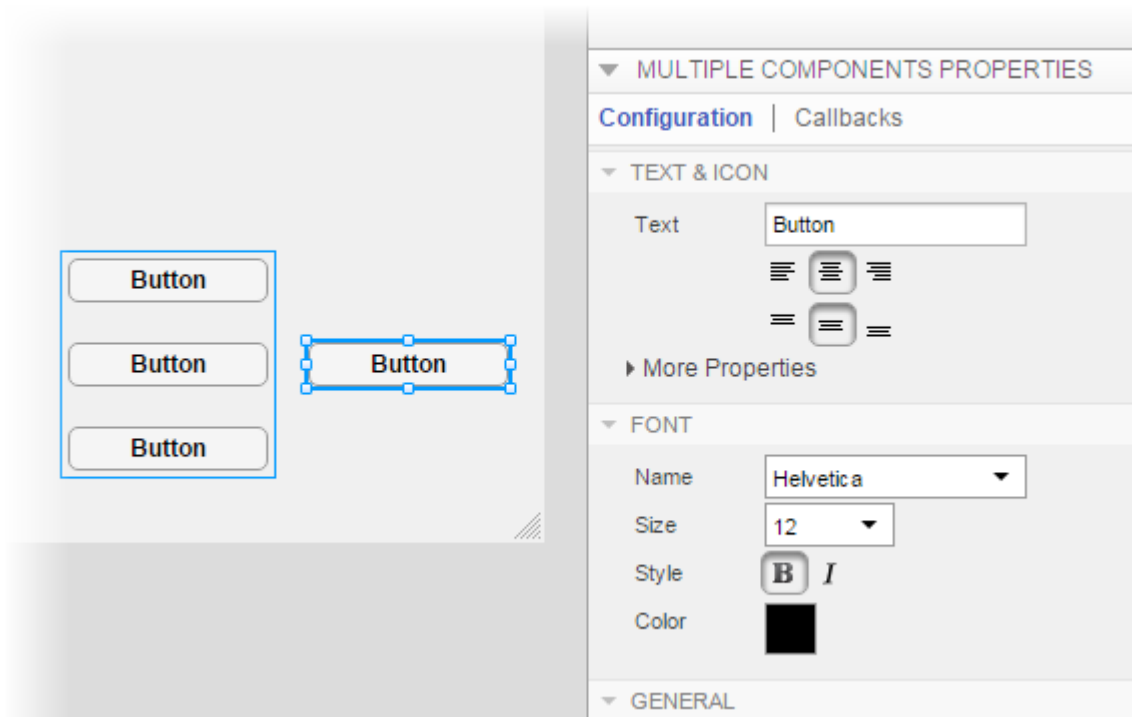 Button
Button
Button
Button
MULTIPLE COMPONENTS PROPERTIES
Configuration | Callbacks
TEXT & ICON
Text Button
More Properties
FONT
Name Helvetica
Size 12
Style B I
Color
GENERAL